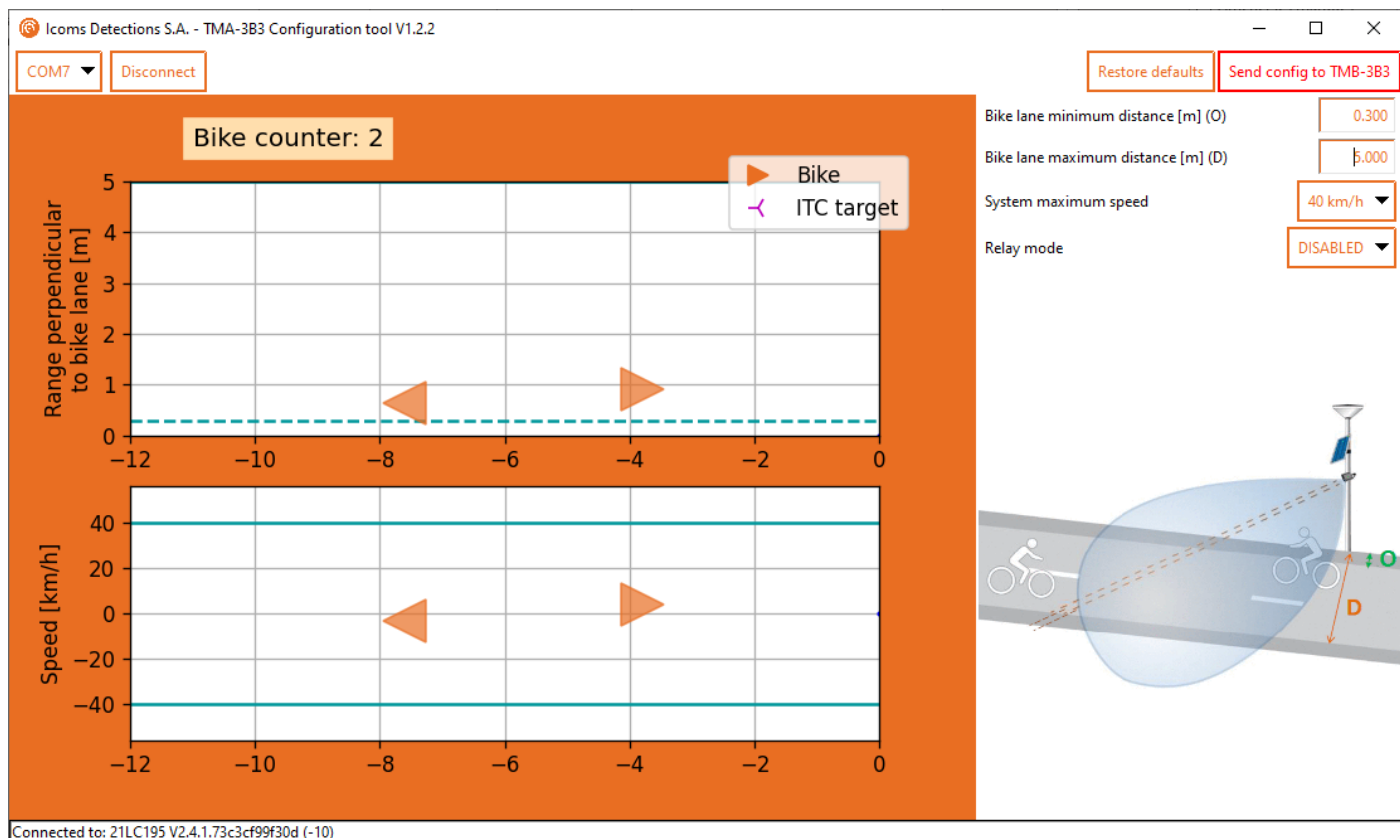 Icoms Detections S.A. - TMA-3B3 Configuration tool V1.2.2
COM7 Disconnect Restore defaults Send config to TMB-3B3
Bike lane minimum distance [m] (O) 0.300
Bike lane maximum distance [m] (D) 5.000
System maximum speed 40 km/h
Relay mode DISABLED
Bike counter: 2
Bike
ITC target
Range perpendicular
to bike lane [m]
5
4
3
2
1
0
−12 −10 −8 −6 −4 −2 0
Speed [km/h]
40
20
0
−20
−40
−12 −10 −8 −6 −4 −2 0
O
D
Connected to: 21LC195 V2.4.1.73c3cf99f30d (-10)